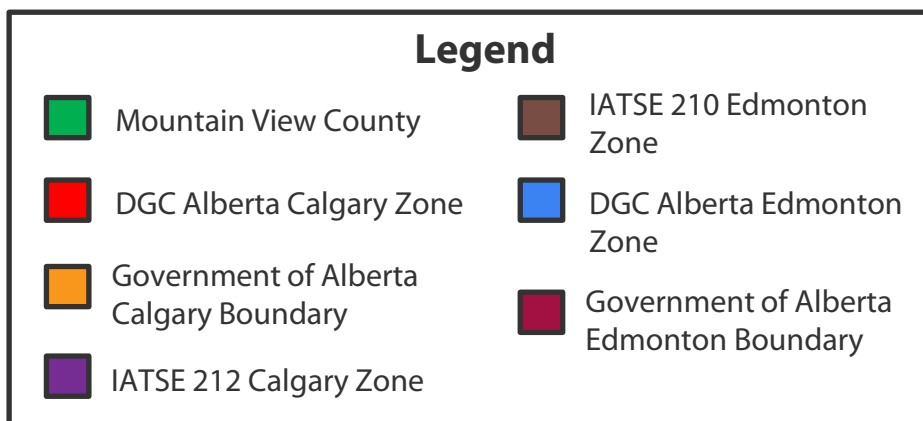 Legend
Mountain View County
DGC Alberta Calgary Zone
Government of Alberta
Calgary Boundary
IATSE 212 Calgary Zone
IATSE 210 Edmonton
Zone
DGC Alberta Edmonton
Zone
Government of Alberta
Edmonton Boundary